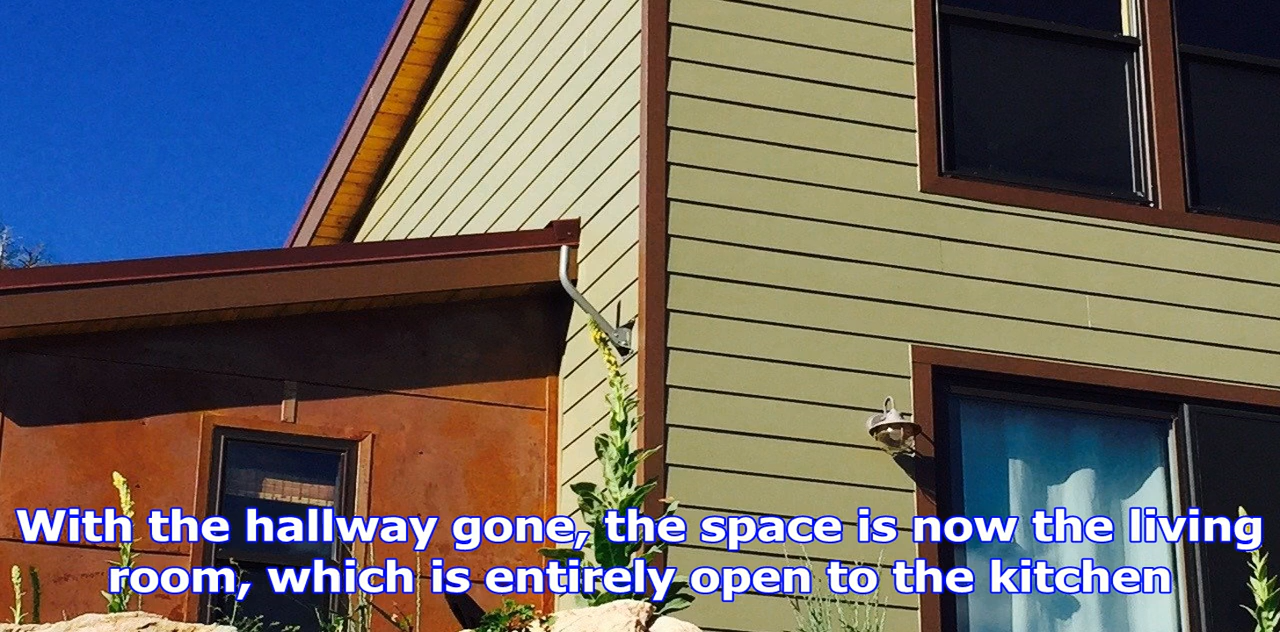 With the hallway gone, the space is now the living
room, which is entirely open to the kitchen